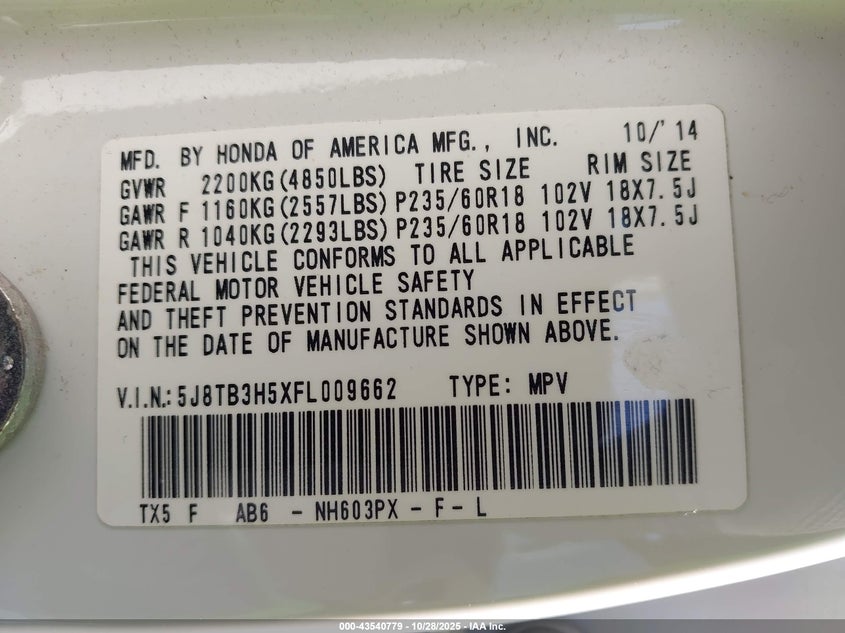 MFD. BY HONDA OF AMERICA MFG., INC. 10/'14
GVWR 2200KG(4850LBS) TIRE SIZE RIM SIZE
GAWR F 1160KG(2557LBS) P235/60R18 102V 18X7.5J
GAWR R 1040KG(2293LBS) P235/60R18 102V 18X7.5J
THIS VEHICLE CONFORMS TO ALL APPLICABLE
FEDERAL MOTOR VEHICLE SAFETY
AND THEFT PREVENTION STANDARDS IN EFFECT
ON THE DATE OF MANUFACTURE SHOWN ABOVE.
V.I.N.: 5J8TB3H5XFL009662 TYPE: MPV
TX5 F AB6 - NH603PX - F - L
000-43540779 | 10/28/2025 | IAA Inc.